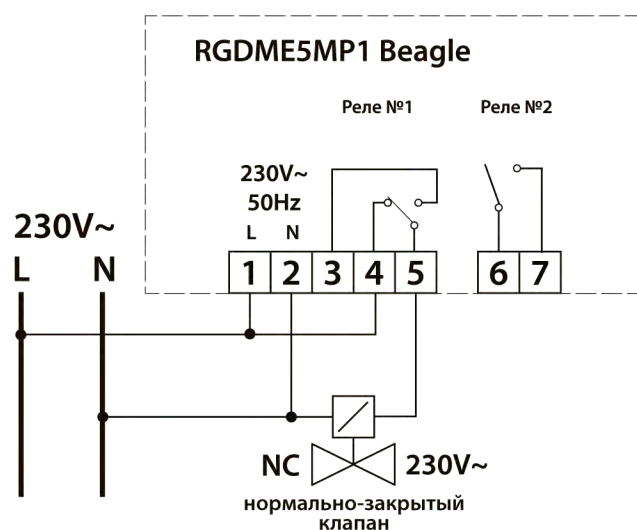 RGDME5MP1 Beagle
Реле №1
Реле №2
230V~
50Hz
L N
230V~
L N
1 2 3 4 5 6 7
NC
230V~
нормально-закрытый
клапан